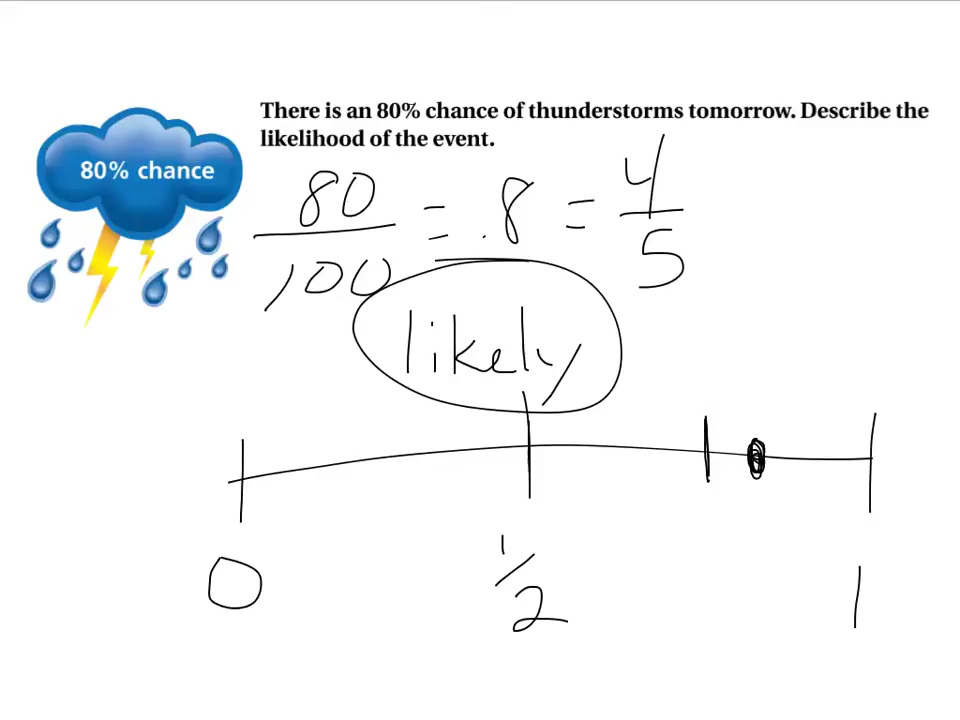 There is an 80% chance of thunderstorms tomorrow. Describe the
likelihood of the event.
80% chance
80/100 = .8 = 4/5
likely
0 1/2 1